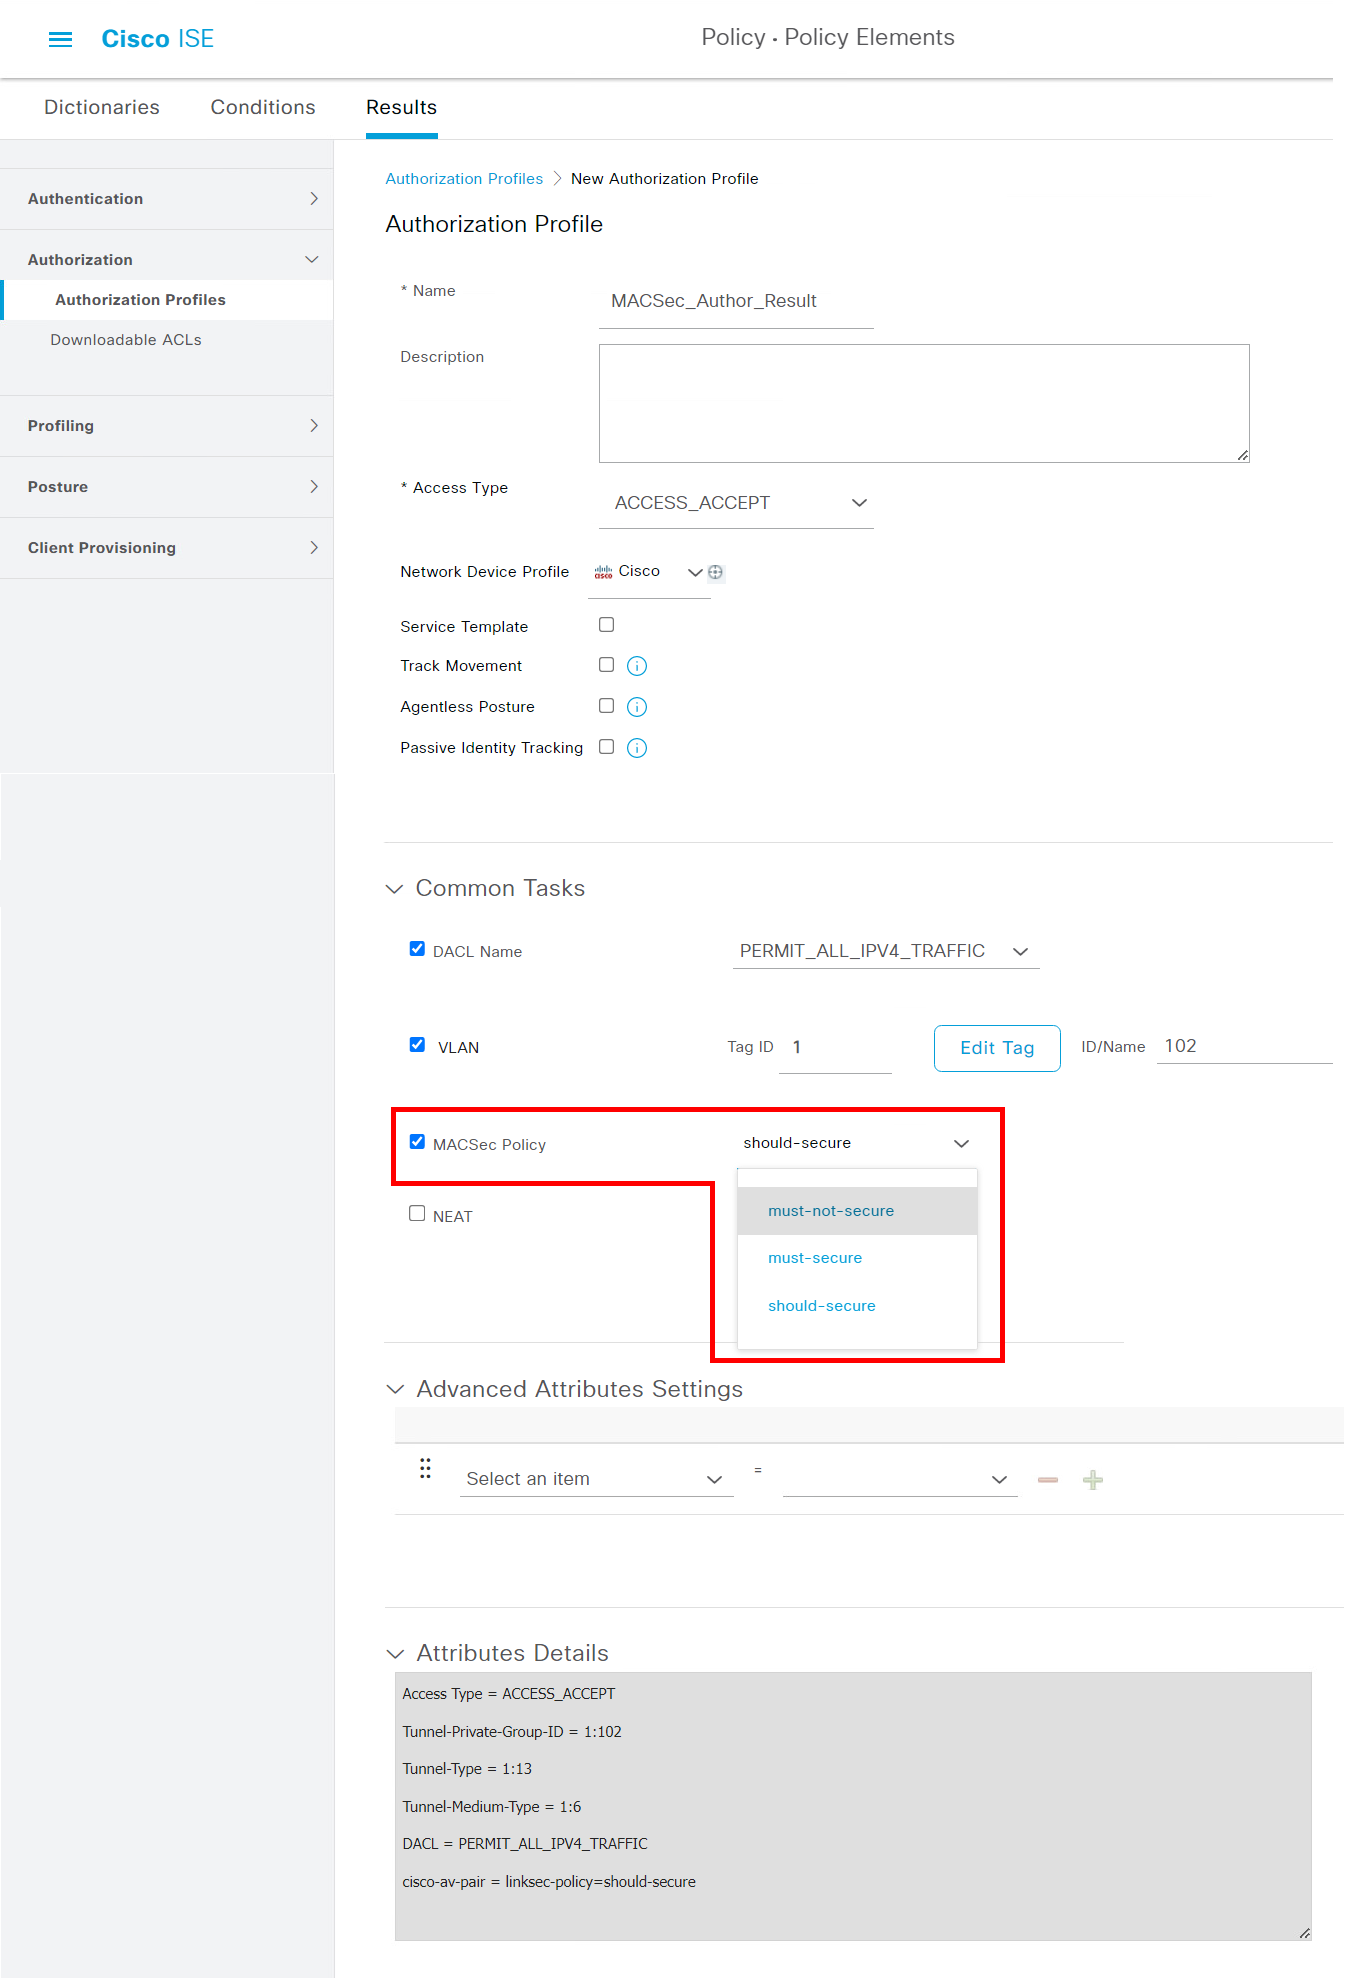 Cisco ISE
Policy · Policy Elements
Dictionaries Conditions Results
Authentication
Authorization
Authorization Profiles
Downloadable ACLs
Profiling
Posture
Client Provisioning
Authorization Profiles > New Authorization Profile
Authorization Profile
* Name MACSec_Author_Result
Description
* Access Type ACCESS_ACCEPT
Network Device Profile Cisco
Service Template
Track Movement
Agentless Posture
Passive Identity Tracking
Common Tasks
DACL Name PERMIT_ALL_IPV4_TRAFFIC
VLAN Tag ID 1 Edit Tag ID/Name 102
MACSec Policy should-secure
must-not-secure
must-secure
should-secure
NEAT
Advanced Attributes Settings
Select an item =
Attributes Details
Access Type = ACCESS_ACCEPT
Tunnel-Private-Group-ID = 1:102
Tunnel-Type = 1:13
Tunnel-Medium-Type = 1:6
DACL = PERMIT_ALL_IPV4_TRAFFIC
cisco-av-pair = linksec-policy=should-secure